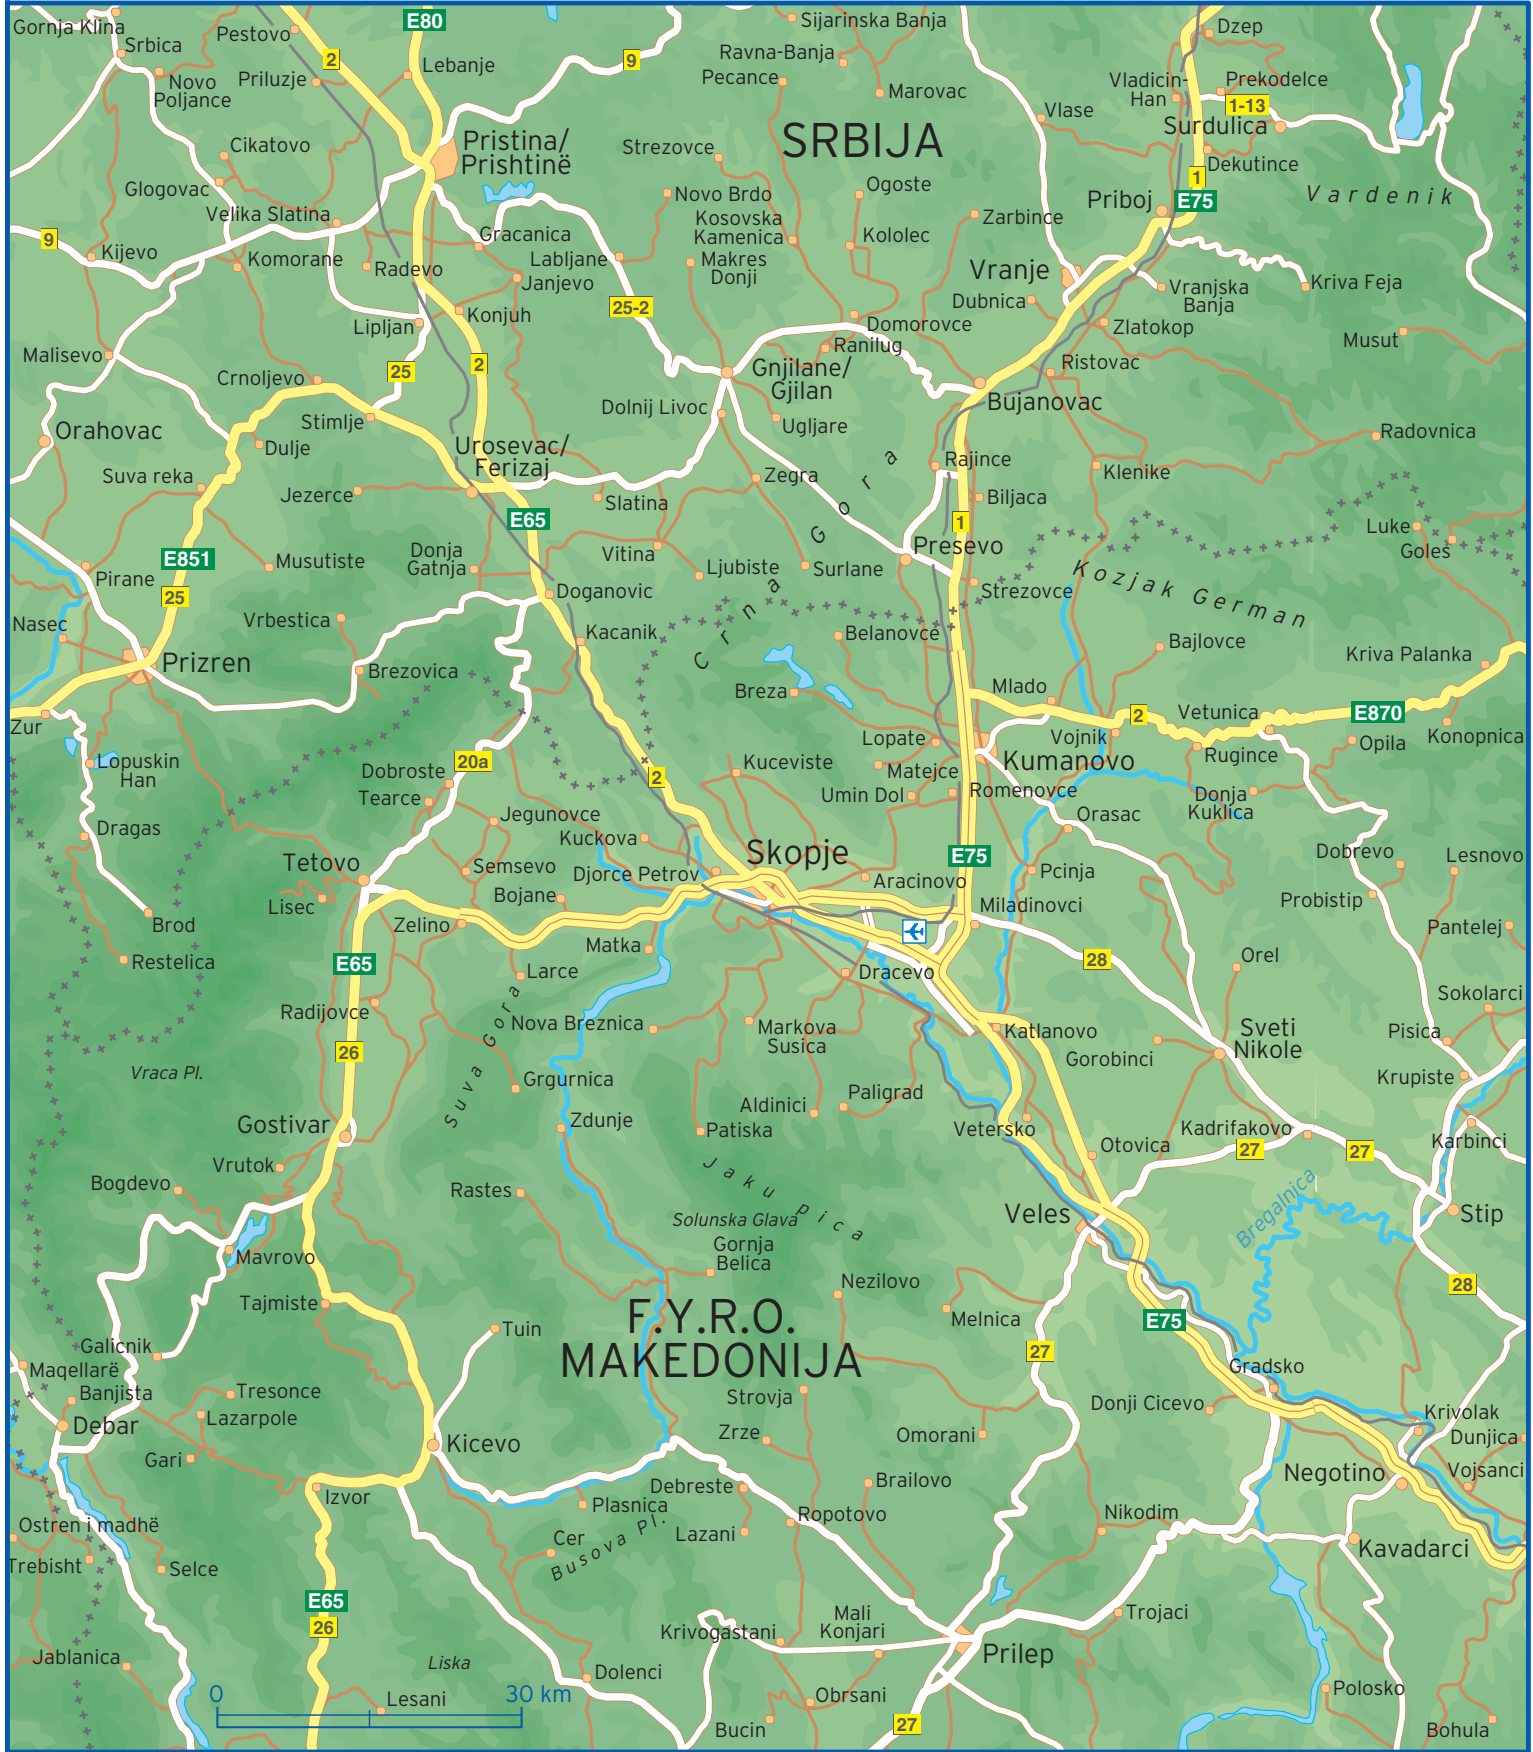 Gornja Klina
Srbica
Pestovo
E80
2
9
Sijarinska Banja
Ravna-Banja
Pecance
Marovac
Dzep
Novo
Poljance
Priluzje
Lebanje
Vladicin-
Han
Prekodelce
1-13
Vlase
Surdulica
Cikatovo
Pristina/
Prishtinë
Strezovce
SRBIJA
Dekutince
1
Glogovac
Novo Brdo
Ogoste
Priboj
E75
Vardenik
Velika Slatina
Kosovska
Kamenica
Zarbince
9
Kijevo
Komorane
Radevo
Gracanica
Labljane
Makres
Donji
Kololec
Vranje
Janjevo
25-2
Dubnica
Vranjska
Banja
Kriva Feja
Lipljan
Konjuh
Domorovce
Zlatokop
Musut
Malisevo
Ranilug
Crnoljevo
25
2
Gnjilane/
Gjilan
Ristovac
Stimlje
Dolnij Livoc
Ugljare
Bujanovac
Orahovac
Dulje
Urosevac/
Ferizaj
Radovnica
Suva reka
Jezerce
Slatina
Zegra
Rajince
Klenike
Biljaca
E65
1
Luke
Goles
E851
Musutiste
Donja
Gatnja
Vitina
Crna Gora
Presevo
Pirane
25
Ljubiste
Surlane
Strezovce
Kozjak German
Doganovic
Nasec
Vrbestica
Kacanik
Belanovce
Bajlovce
Prizren
Brezovica
Kriva Palanka
Breza
Mlado
Zur
2
Vetunica
E870
Lopuskin
Han
Lopate
Vojnik
Rugince
Opila
Konopnica
20a
Dobroste
Tearce
2
Kuceviste
Matejce
Kumanovo
Umin Dol
Romenovce
Donja
Kuklica
Jegunovce
Dragas
Kuckova
Orasac
Tetovo
Semsevo
Djorce Petrov
Skopje
E75
Dobrevo
Lesnovo
Lisec
Bojane
Aracinovo
Pcinja
Brod
Zelino
Miladinovci
Probistip
Pantelej
Restelica
E65
Matka
Larce
Dracevo
28
Orel
Radijovce
Suva Gora
Nova Breznica
Markova
Susica
Katlanovo
Sokolarci
26
Sveti
Nikole
Pisica
Vraca Pl.
Gorobinci
Grgurnica
Krupiste
Aldinici
Paligrad
Gostivar
Zdunje
Patiska
Vetersko
Otovica
Kadrifakovo
27
27
Karbinci
Vrutok
Bogdevo
Rastes
Jakupica
Bregalnica
Solunska Glava
Veles
Stip
Gornja
Belica
Mavrovo
Nezilovo
28
Tajmiste
F.Y.R.O.
MAKEDONIJA
Melnica
E75
Tuin
Galicnik
27
Maqellarë
Banjista
Tresonce
Gradsko
Strovja
Donji Cicevo
Debar
Lazarpole
Krivolak
Gari
Kicevo
Zrze
Omorani
Dunjica
Izvor
Debreste
Brailovo
Negotino
Vojsanci
Plasnica
Ropotovo
Nikodim
Ostren i madhë
Cer
Busova Pl.
Lazani
Kavadarci
Trebisht
Selce
E65
Mali
Konjari
Trojaci
26
Krivogastani
Jablanica
Prilep
Liska
Dolenci
0
30 km
Lesani
Obrsani
Polosko
Bucin
27
Bohula